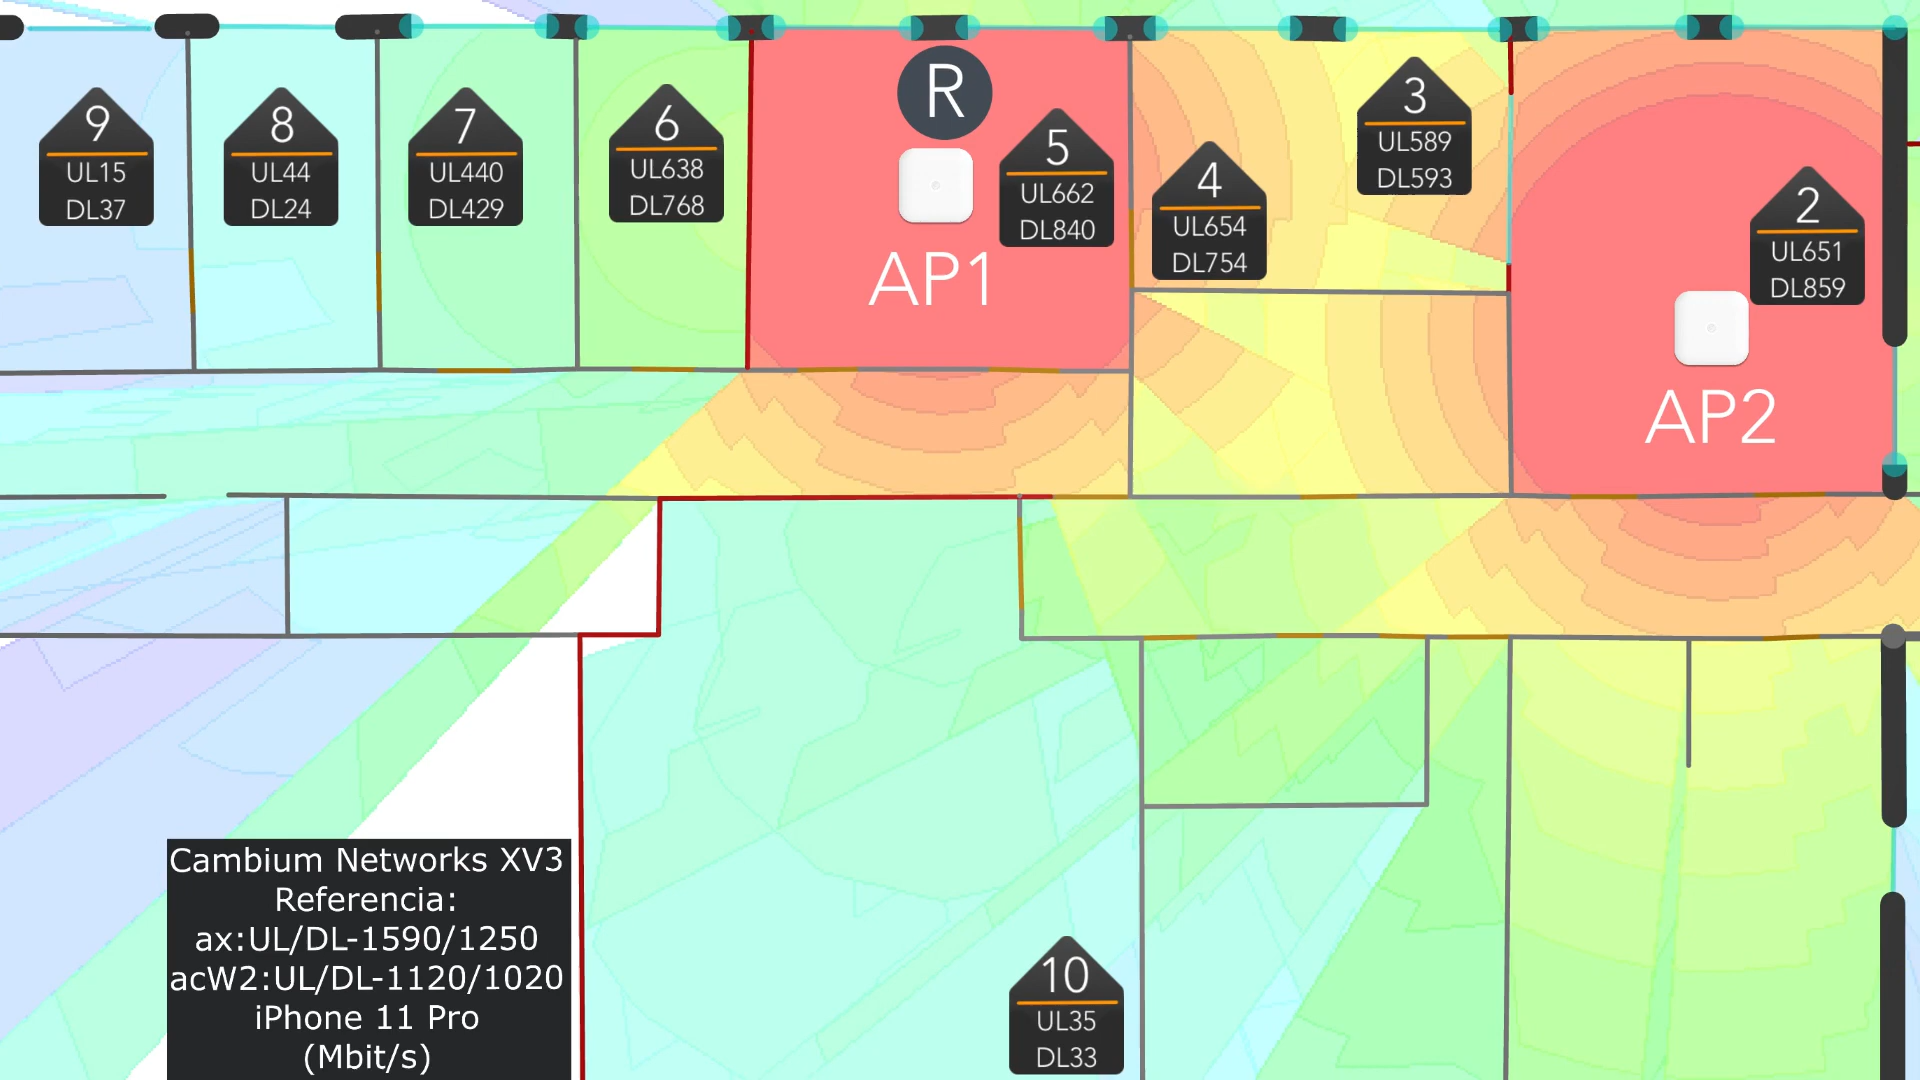 9
UL15
DL37
8
UL44
DL24
7
UL440
DL429
6
UL638
DL768
R
AP1
5
UL662
DL840
4
UL654
DL754
3
UL589
DL593
2
UL651
DL859
AP2
Cambium Networks XV3
Referencia:
ax:UL/DL-1590/1250
acW2:UL/DL-1120/1020
iPhone 11 Pro
(Mbit/s)
10
UL35
DL33